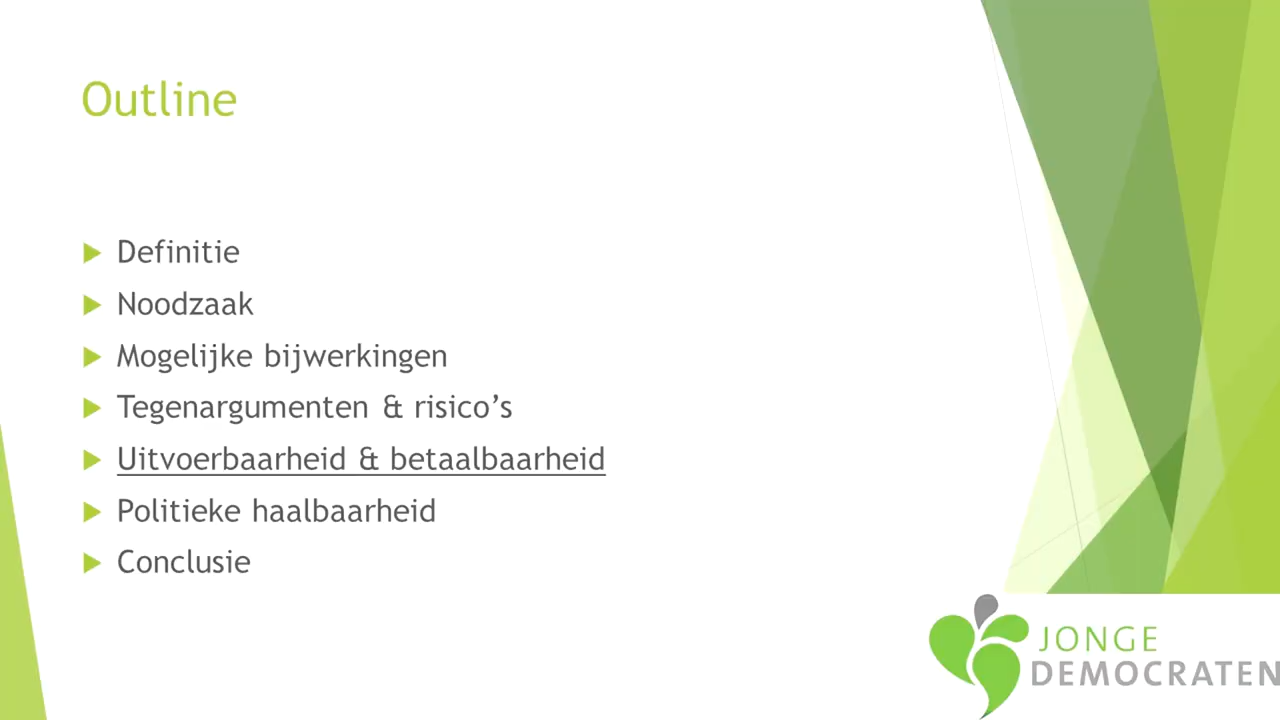 Outline
Definitie
Noodzaak
Mogelijke bijwerkingen
Tegenargumenten & risico’s
Uitvoerbaarheid & betaalbaarheid
Politieke haalbaarheid
Conclusie
JONGE
DEMOCRATEN